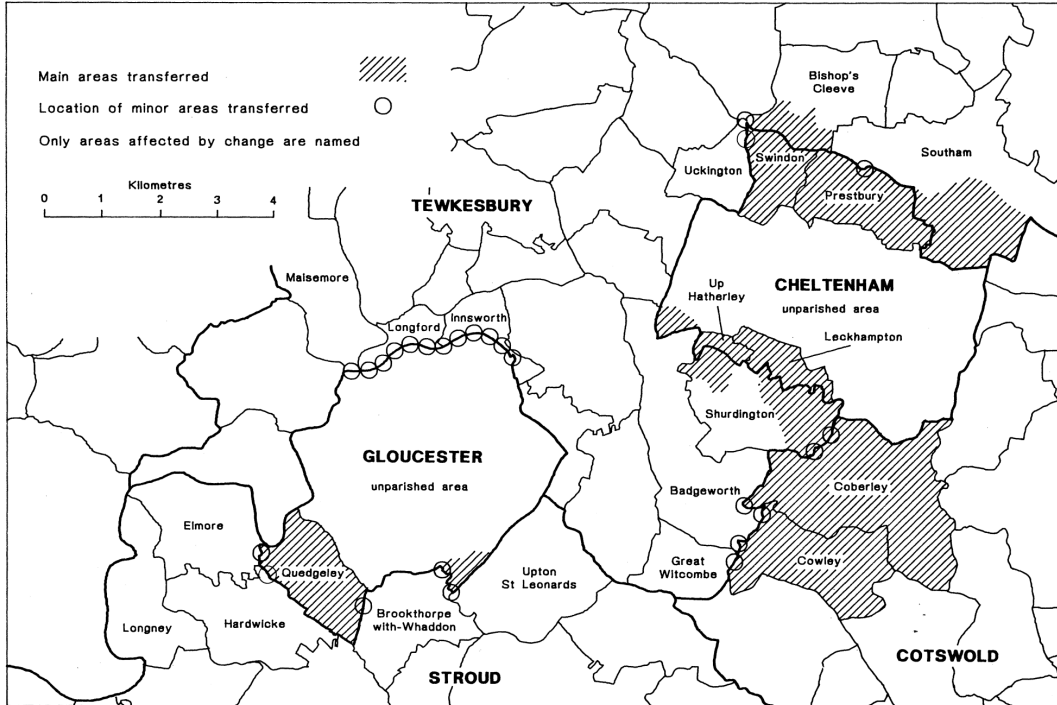 Main areas transferred
Location of minor areas transferred
Only areas affected by change are named
Kilometres
0 1 2 3 4
Bishop's
Cleeve
Swindon
Uckington
Southam
Prestbury
TEWKESBURY
Maisemore
Longford
Innsworth
Up
Hatherley
CHELTENHAM
unparished area
Leckhampton
Shurdington
GLOUCESTER
unparished area
Badgeworth
Coberley
Elmore
Quedgeley
Upton
St Leonards
Great
Witcombe
Cowley
Longney
Hardwicke
Brookthorpe
with-Whaddon
STROUD
COTSWOLD